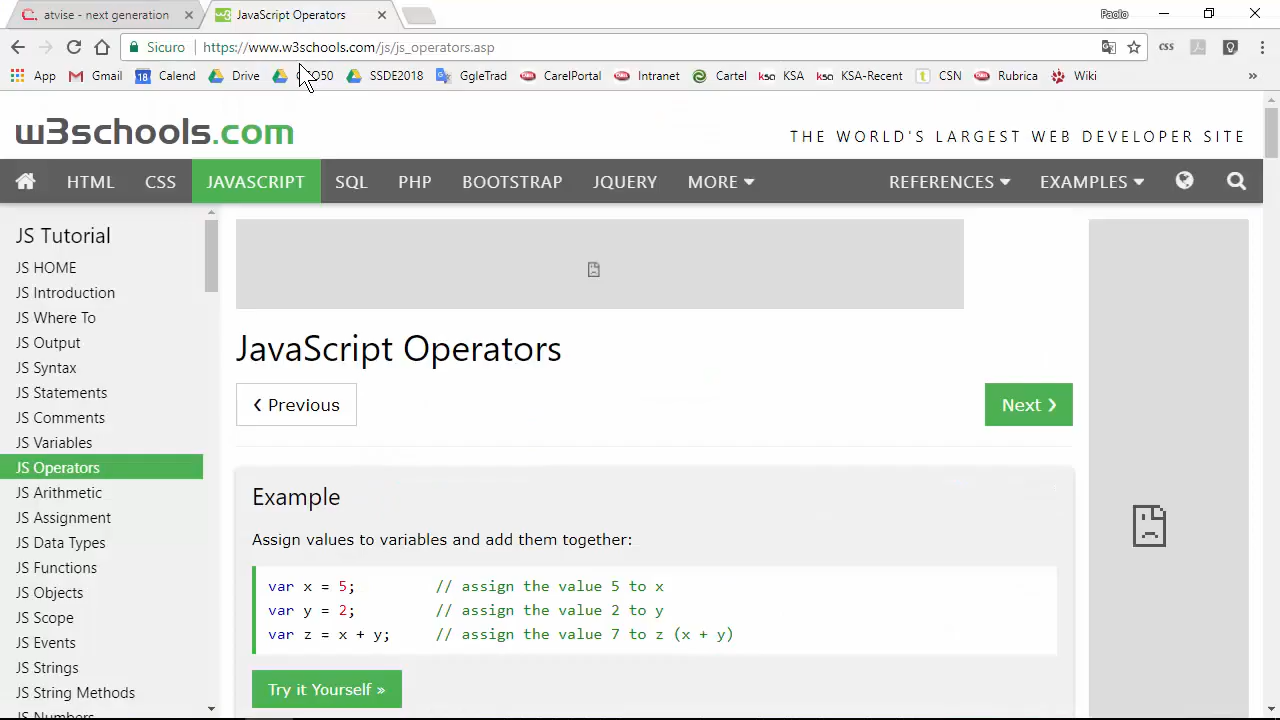 atvise - next generation
JavaScript Operators
Paolo
Sicuro
https://www.w3schools.com/js/js_operators.asp
css
App Gmail Calend Drive SSDE2018 GgleTrad CarelPortal Intranet Cartel KSA KSA-Recent CSN Rubrica Wiki »
w3schools.com
THE WORLD'S LARGEST WEB DEVELOPER SITE
HTML CSS JAVASCRIPT SQL PHP BOOTSTRAP JQUERY MORE REFERENCES EXAMPLES
JS Tutorial
JS HOME
JS Introduction
JS Where To
JS Output
JS Syntax
JS Statements
JS Comments
JS Variables
JS Operators
JS Arithmetic
JS Assignment
JS Data Types
JS Functions
JS Objects
JS Scope
JS Events
JS Strings
JS String Methods
JS Numbers
JavaScript Operators
❮ Previous
Next ❯
Example
Assign values to variables and add them together:
var x = 5; // assign the value 5 to x
var y = 2; // assign the value 2 to y
var z = x + y; // assign the value 7 to z (x + y)
Try it Yourself »